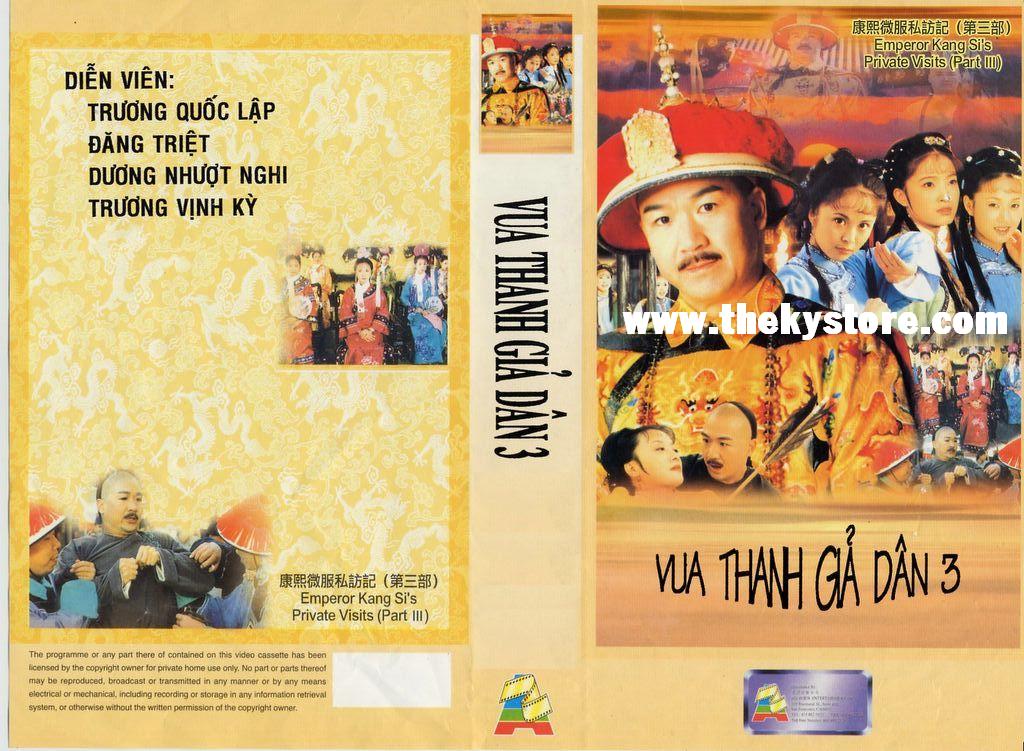 DIỄN VIÊN:
TRƯƠNG QUỐC LẬP
ĐĂNG TRIỆT
DƯƠNG NHƯỢT NGHI
TRƯƠNG VỊNH KỲ
康熙微服私訪記（第三部）
Emperor Kang Si's
Private Visits (Part III)
The programme or any part there of contained on this video cassette has been
licensed by the copyright owner for private home use only. No part or parts thereof
may be reproduced, broadcast or transmitted in any manner or by any means
electrical or mechanical, including recording or storage in any information retrieval
system, or otherwise without the written permission of the copyright owner.
VUA THANH GIẢ DÂN 3
康熙微服私訪記（第三部）
Emperor Kang Si's
Private Visits (Part III)
www.thekystore.com
VUA THANH GIẢ DÂN 3